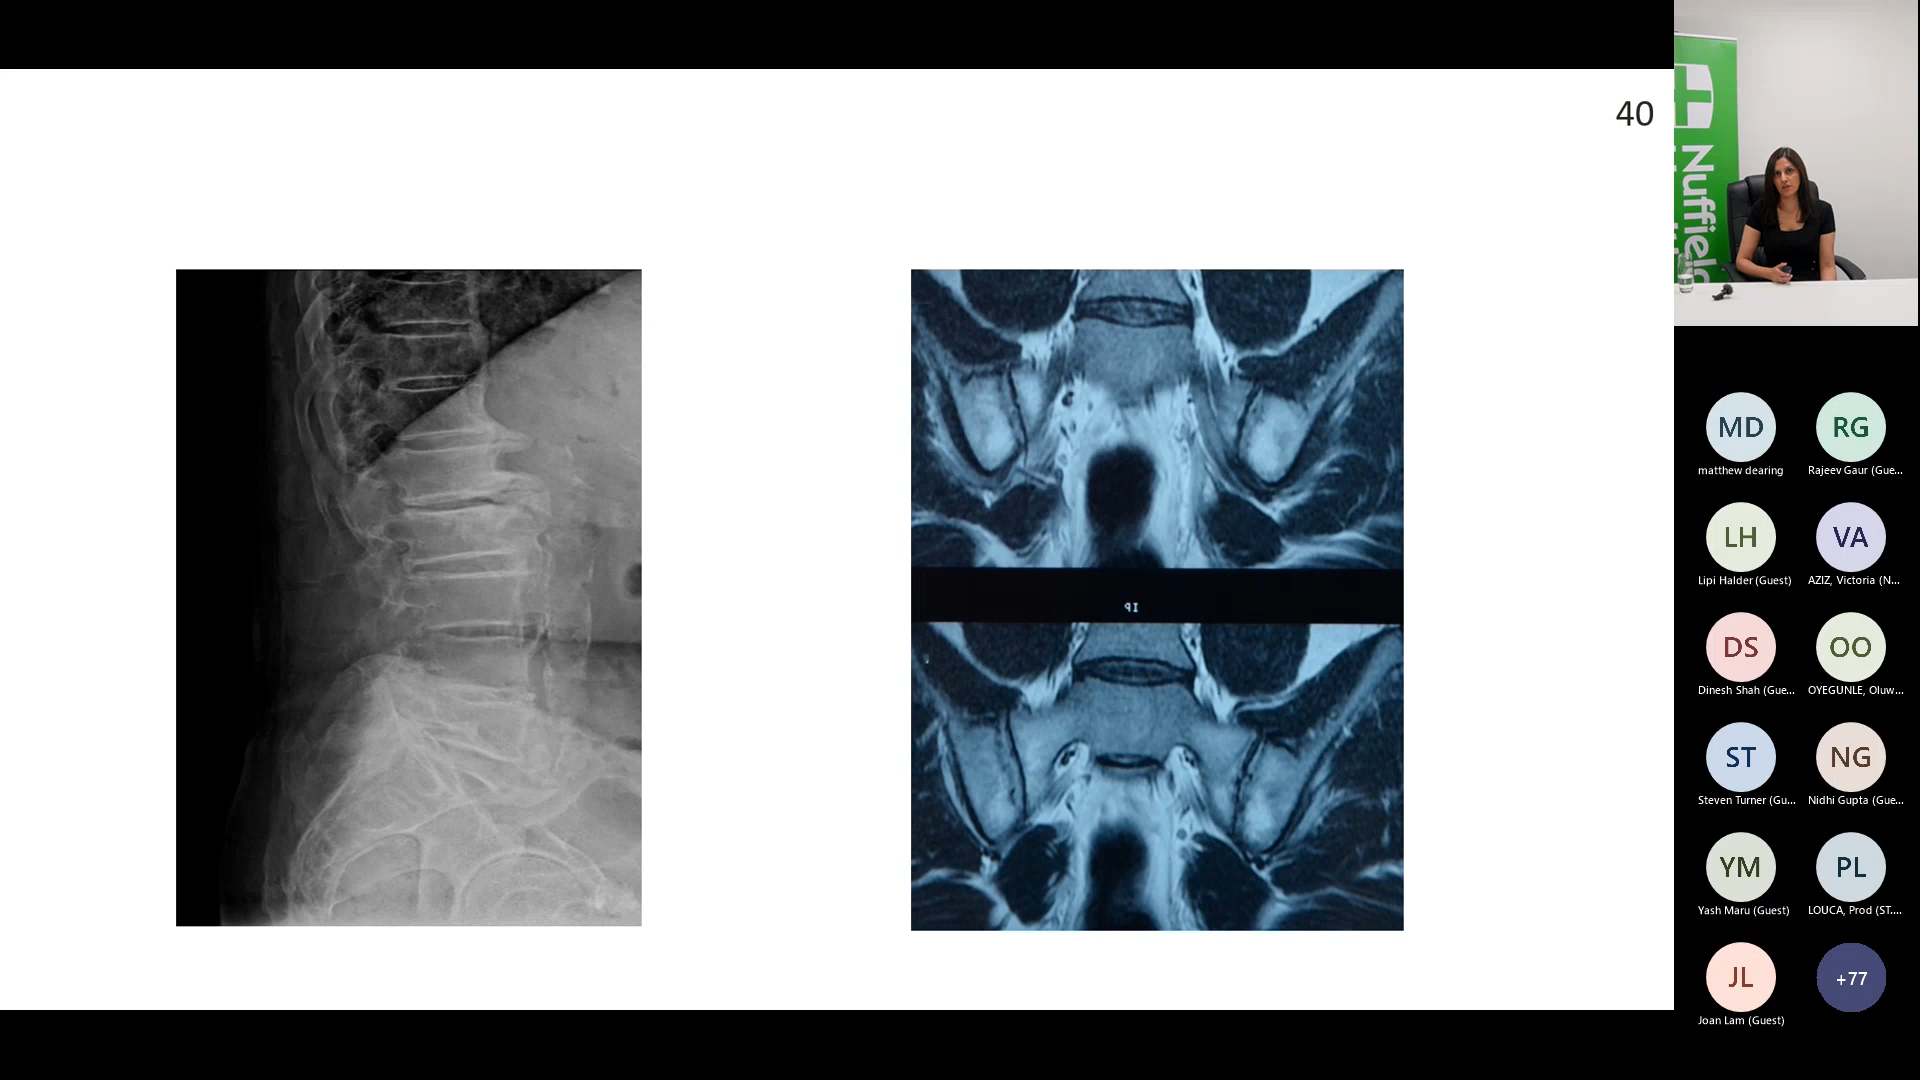 40
Nuffield
MD
matthew dearing
RG
Rajeev Gaur (Gue...
LH
Lipi Halder (Guest)
VA
AZIZ, Victoria (N...
DS
Dinesh Shah (Gue...
OO
OYEGUNLE, Oluw...
ST
Steven Turner (Gu...
NG
Nidhi Gupta (Gue...
YM
Yash Maru (Guest)
PL
LOUCA, Prod (ST....
JL
Joan Lam (Guest)
+77